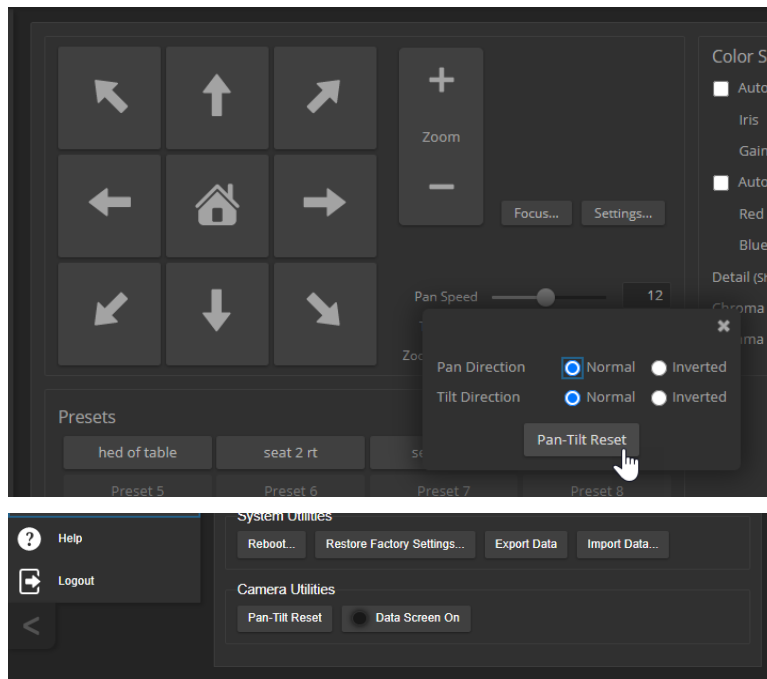 Color S
Auto
Zoom
Iris
Gain
Auto
Focus...
Settings...
Red
Blue
Detail
Pan Speed
12
Chroma
Pan Direction
Normal
Inverted
Tilt Direction
Normal
Inverted
Pan-Tilt Reset
Presets
hed of table
seat 2 rt
Preset 5
Preset 6
Preset 7
Preset 8
System Utilities
Help
Reboot...
Restore Factory Settings...
Export Data
Import Data...
Logout
Camera Utilities
Pan-Tilt Reset
Data Screen On